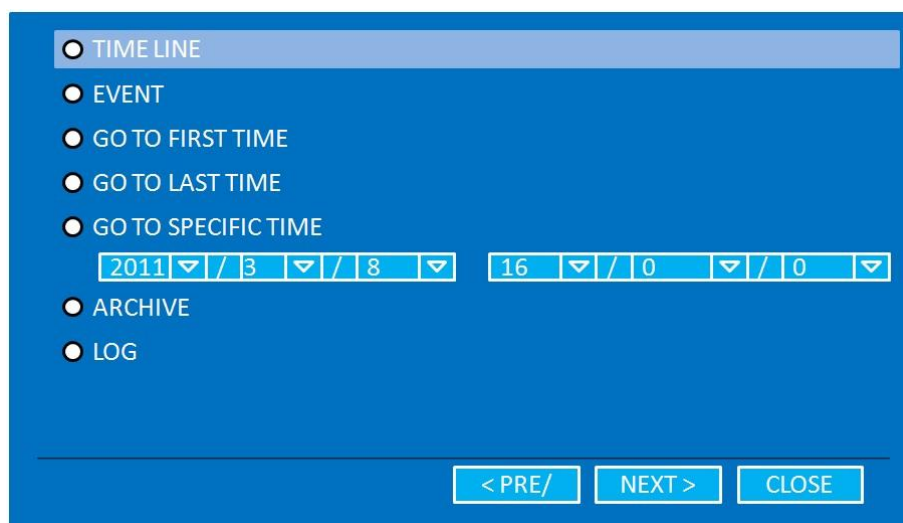 TIME LINE
EVENT
GO TO FIRST TIME
GO TO LAST TIME
GO TO SPECIFIC TIME
2011 / 3 / 8 16 / 0 / 0
ARCHIVE
LOG
< PRE/ NEXT > CLOSE